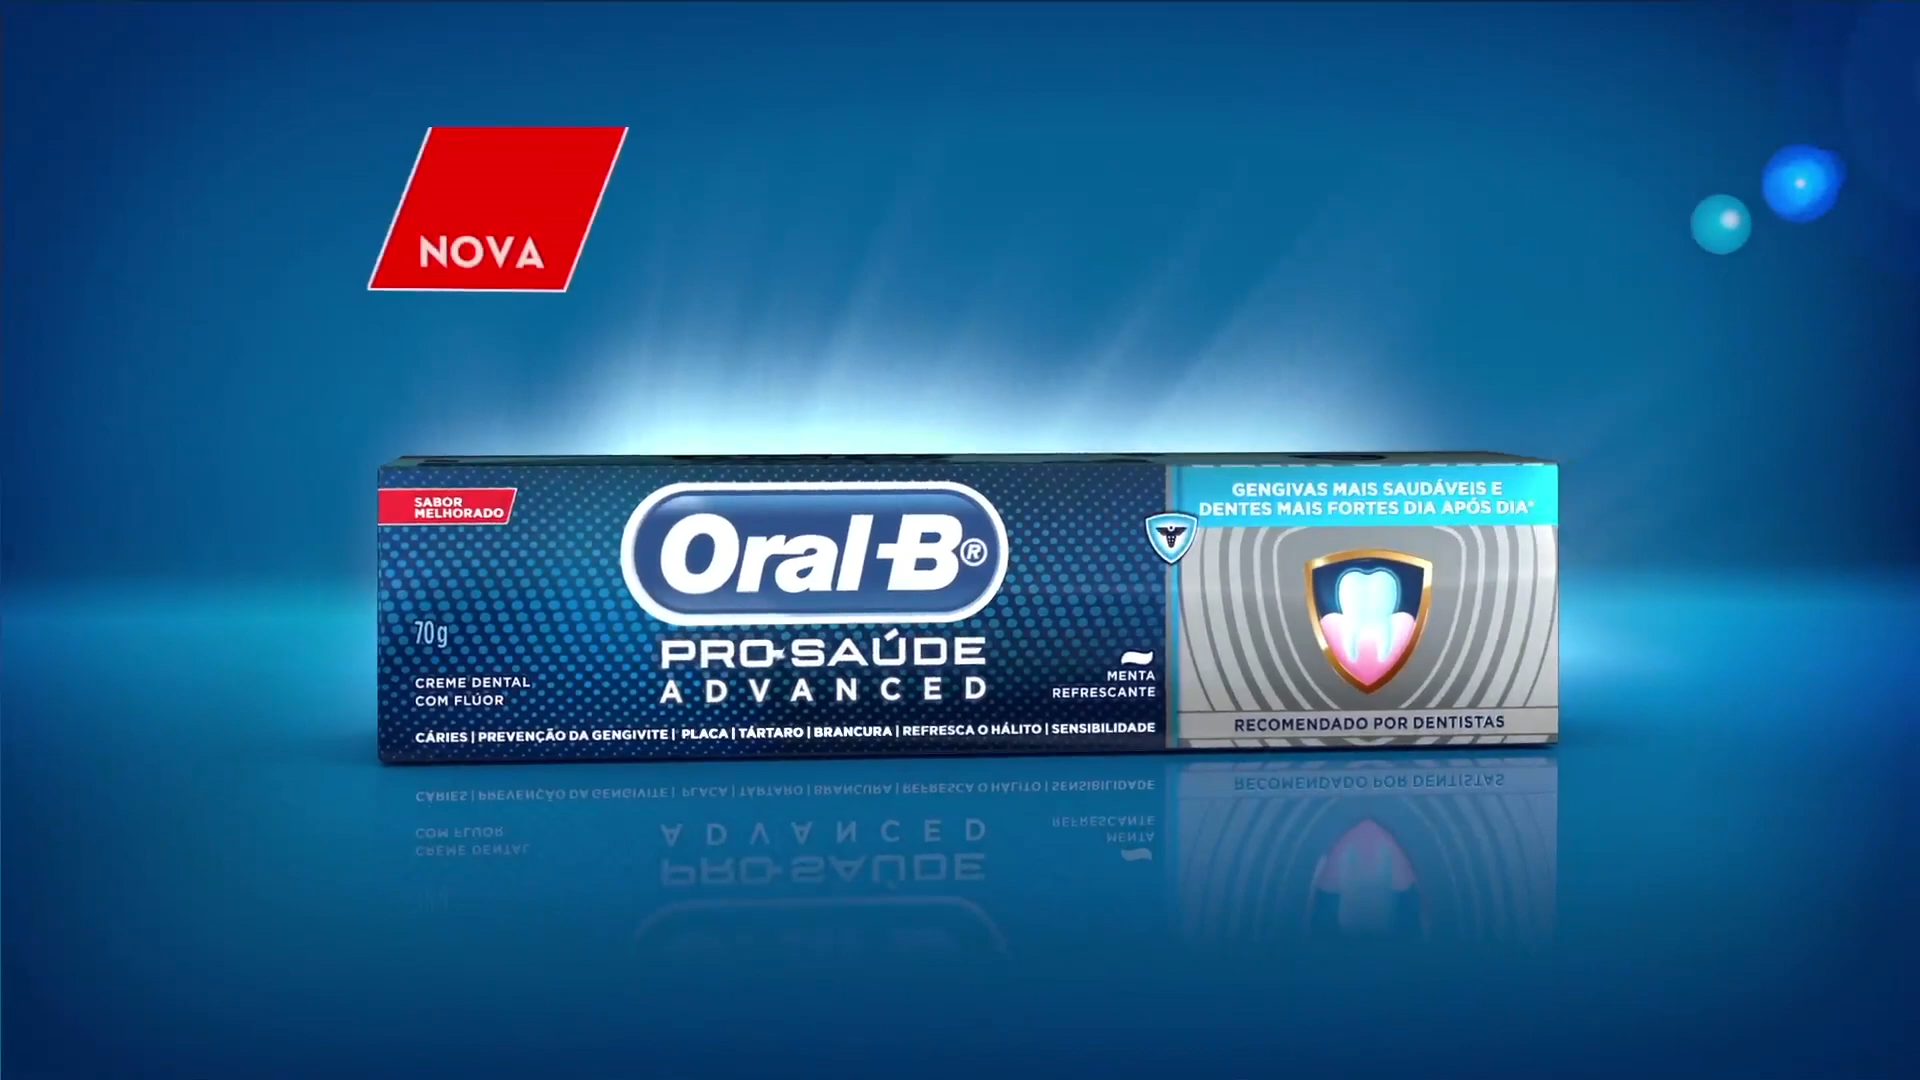 NOVA
SABOR
MELHORADO
Oral-B®
PRO-SAÚDE
ADVANCED
70g
CREME DENTAL
COM FLÚOR
MENTA
REFRESCANTE
CÁRIES | PREVENÇÃO DA GENGIVITE | PLACA | TÁRTARO | BRANCURA | REFRESCA O HÁLITO | SENSIBILIDADE
GENGIVAS MAIS SAUDÁVEIS E
DENTES MAIS FORTES DIA APÓS DIA*
RECOMENDADO POR DENTISTAS